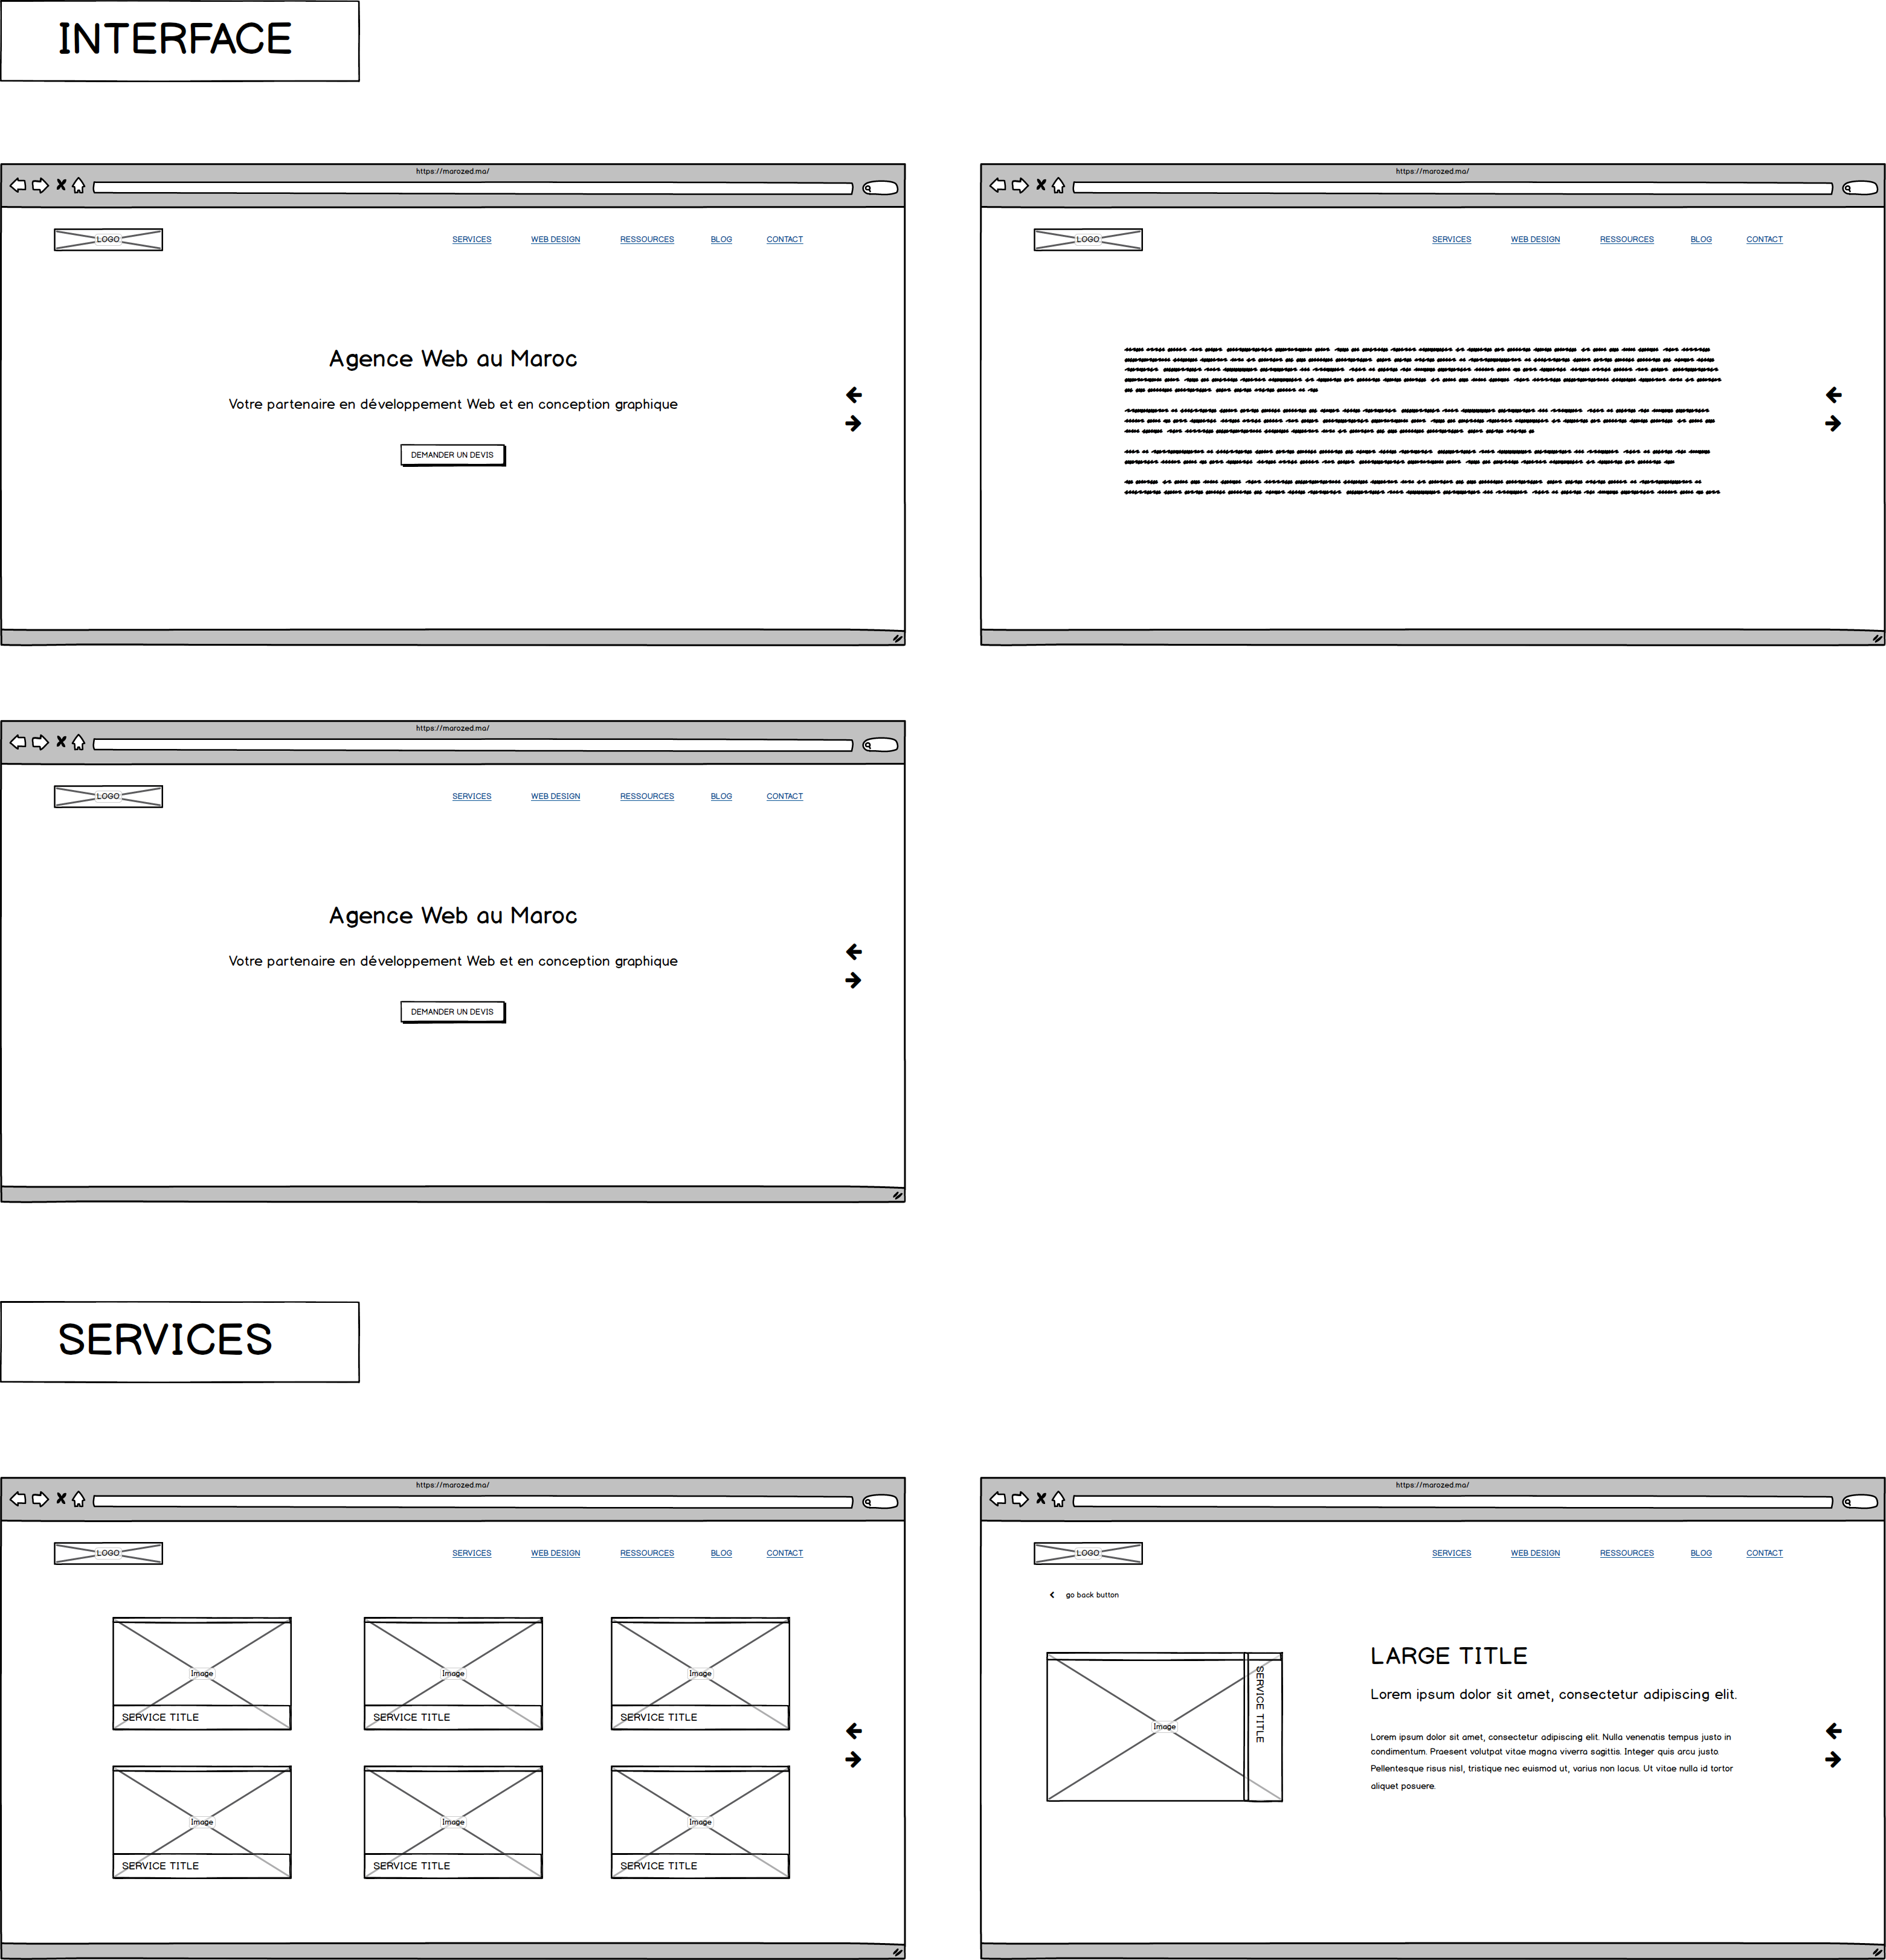 INTERFACE
https://marozed.ma/
LOGO
SERVICES WEB DESIGN RESSOURCES BLOG CONTACT
Agence Web au Maroc
Votre partenaire en développement Web et en conception graphique
DEMANDER UN DEVIS
https://marozed.ma/
LOGO
SERVICES WEB DESIGN RESSOURCES BLOG CONTACT
https://marozed.ma/
LOGO
SERVICES WEB DESIGN RESSOURCES BLOG CONTACT
Agence Web au Maroc
Votre partenaire en développement Web et en conception graphique
DEMANDER UN DEVIS
SERVICES
https://marozed.ma/
LOGO
SERVICES WEB DESIGN RESSOURCES BLOG CONTACT
Image Image Image
SERVICE TITLE SERVICE TITLE SERVICE TITLE
Image Image Image
SERVICE TITLE SERVICE TITLE SERVICE TITLE
https://marozed.ma/
LOGO
SERVICES WEB DESIGN RESSOURCES BLOG CONTACT
go back button
Image
SERVICE TITLE
LARGE TITLE
Lorem ipsum dolor sit amet, consectetur adipiscing elit.
Lorem ipsum dolor sit amet, consectetur adipiscing elit. Nulla venenatis tempus justo in
condimentum. Praesent volutpat vitae magna viverra sagittis. Integer quis arcu justo.
Pellentesque risus nisl, tristique nec euismod ut, varius non lacus. Ut vitae nulla id tortor
aliquet posuere.